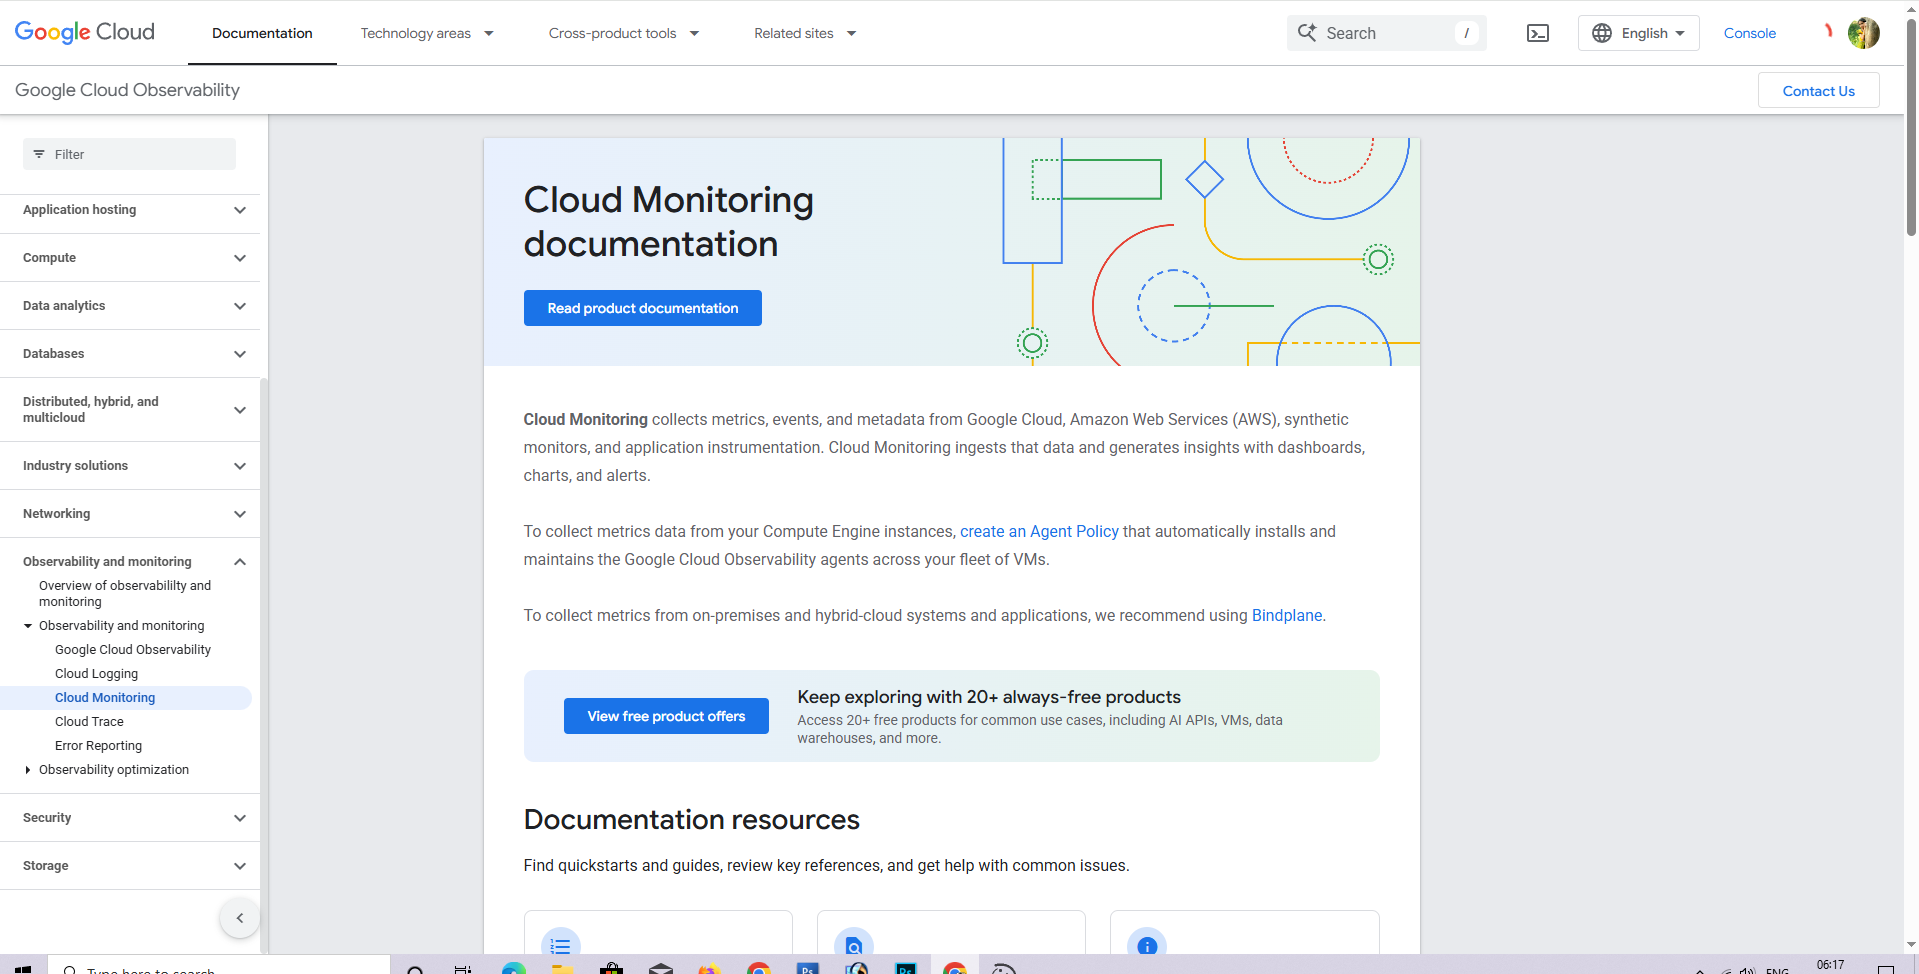 Google Cloud
Documentation
Technology areas
Cross-product tools
Related sites
Search
/
English
Console
Google Cloud Observability
Contact Us
Filter
Application hosting
Compute
Data analytics
Databases
Distributed, hybrid, and
multicloud
Industry solutions
Networking
Observability and monitoring
Overview of observabililty and
monitoring
Observability and monitoring
Google Cloud Observability
Cloud Logging
Cloud Monitoring
Cloud Trace
Error Reporting
Observability optimization
Security
Storage
Cloud Monitoring
documentation
Read product documentation
Cloud Monitoring collects metrics, events, and metadata from Google Cloud, Amazon Web Services (AWS), synthetic
monitors, and application instrumentation. Cloud Monitoring ingests that data and generates insights with dashboards,
charts, and alerts.
To collect metrics data from your Compute Engine instances, create an Agent Policy that automatically installs and
maintains the Google Cloud Observability agents across your fleet of VMs.
To collect metrics from on-premises and hybrid-cloud systems and applications, we recommend using Bindplane.
View free product offers
Keep exploring with 20+ always-free products
Access 20+ free products for common use cases, including AI APIs, VMs, data
warehouses, and more.
Documentation resources
Find quickstarts and guides, review key references, and get help with common issues.
Type here to search
Ps
Pr
ENG
06:17